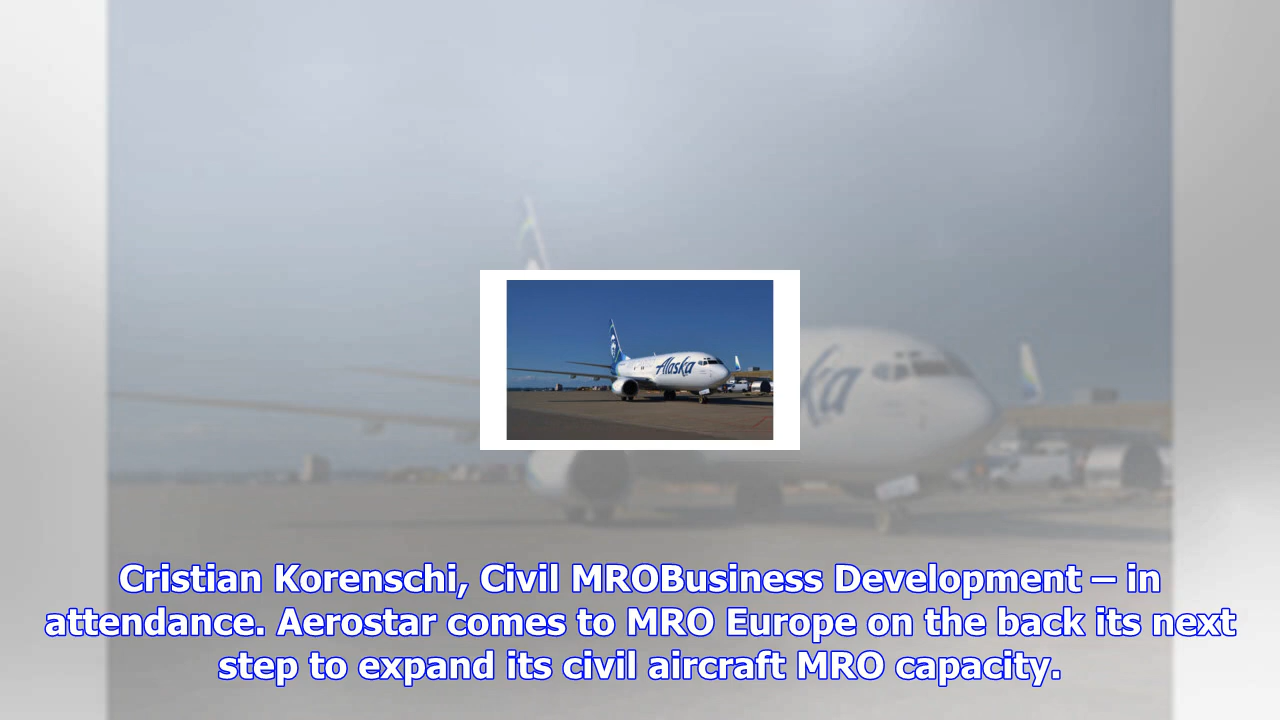 Alaska
ka
Cristian Korenschi, Civil MROBusiness Development – in
attendance. Aerostar comes to MRO Europe on the back its next
step to expand its civil aircraft MRO capacity.